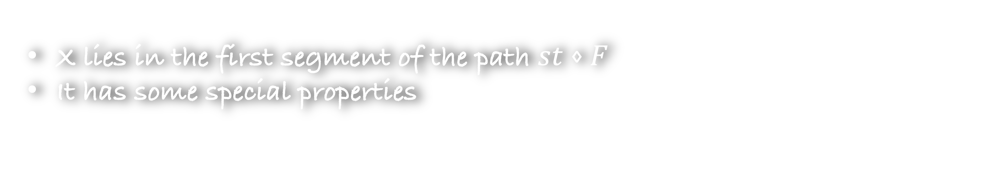 • X lies in the first segment of the path 𝑠𝑡 ⋄ 𝐹
• It has some special properties